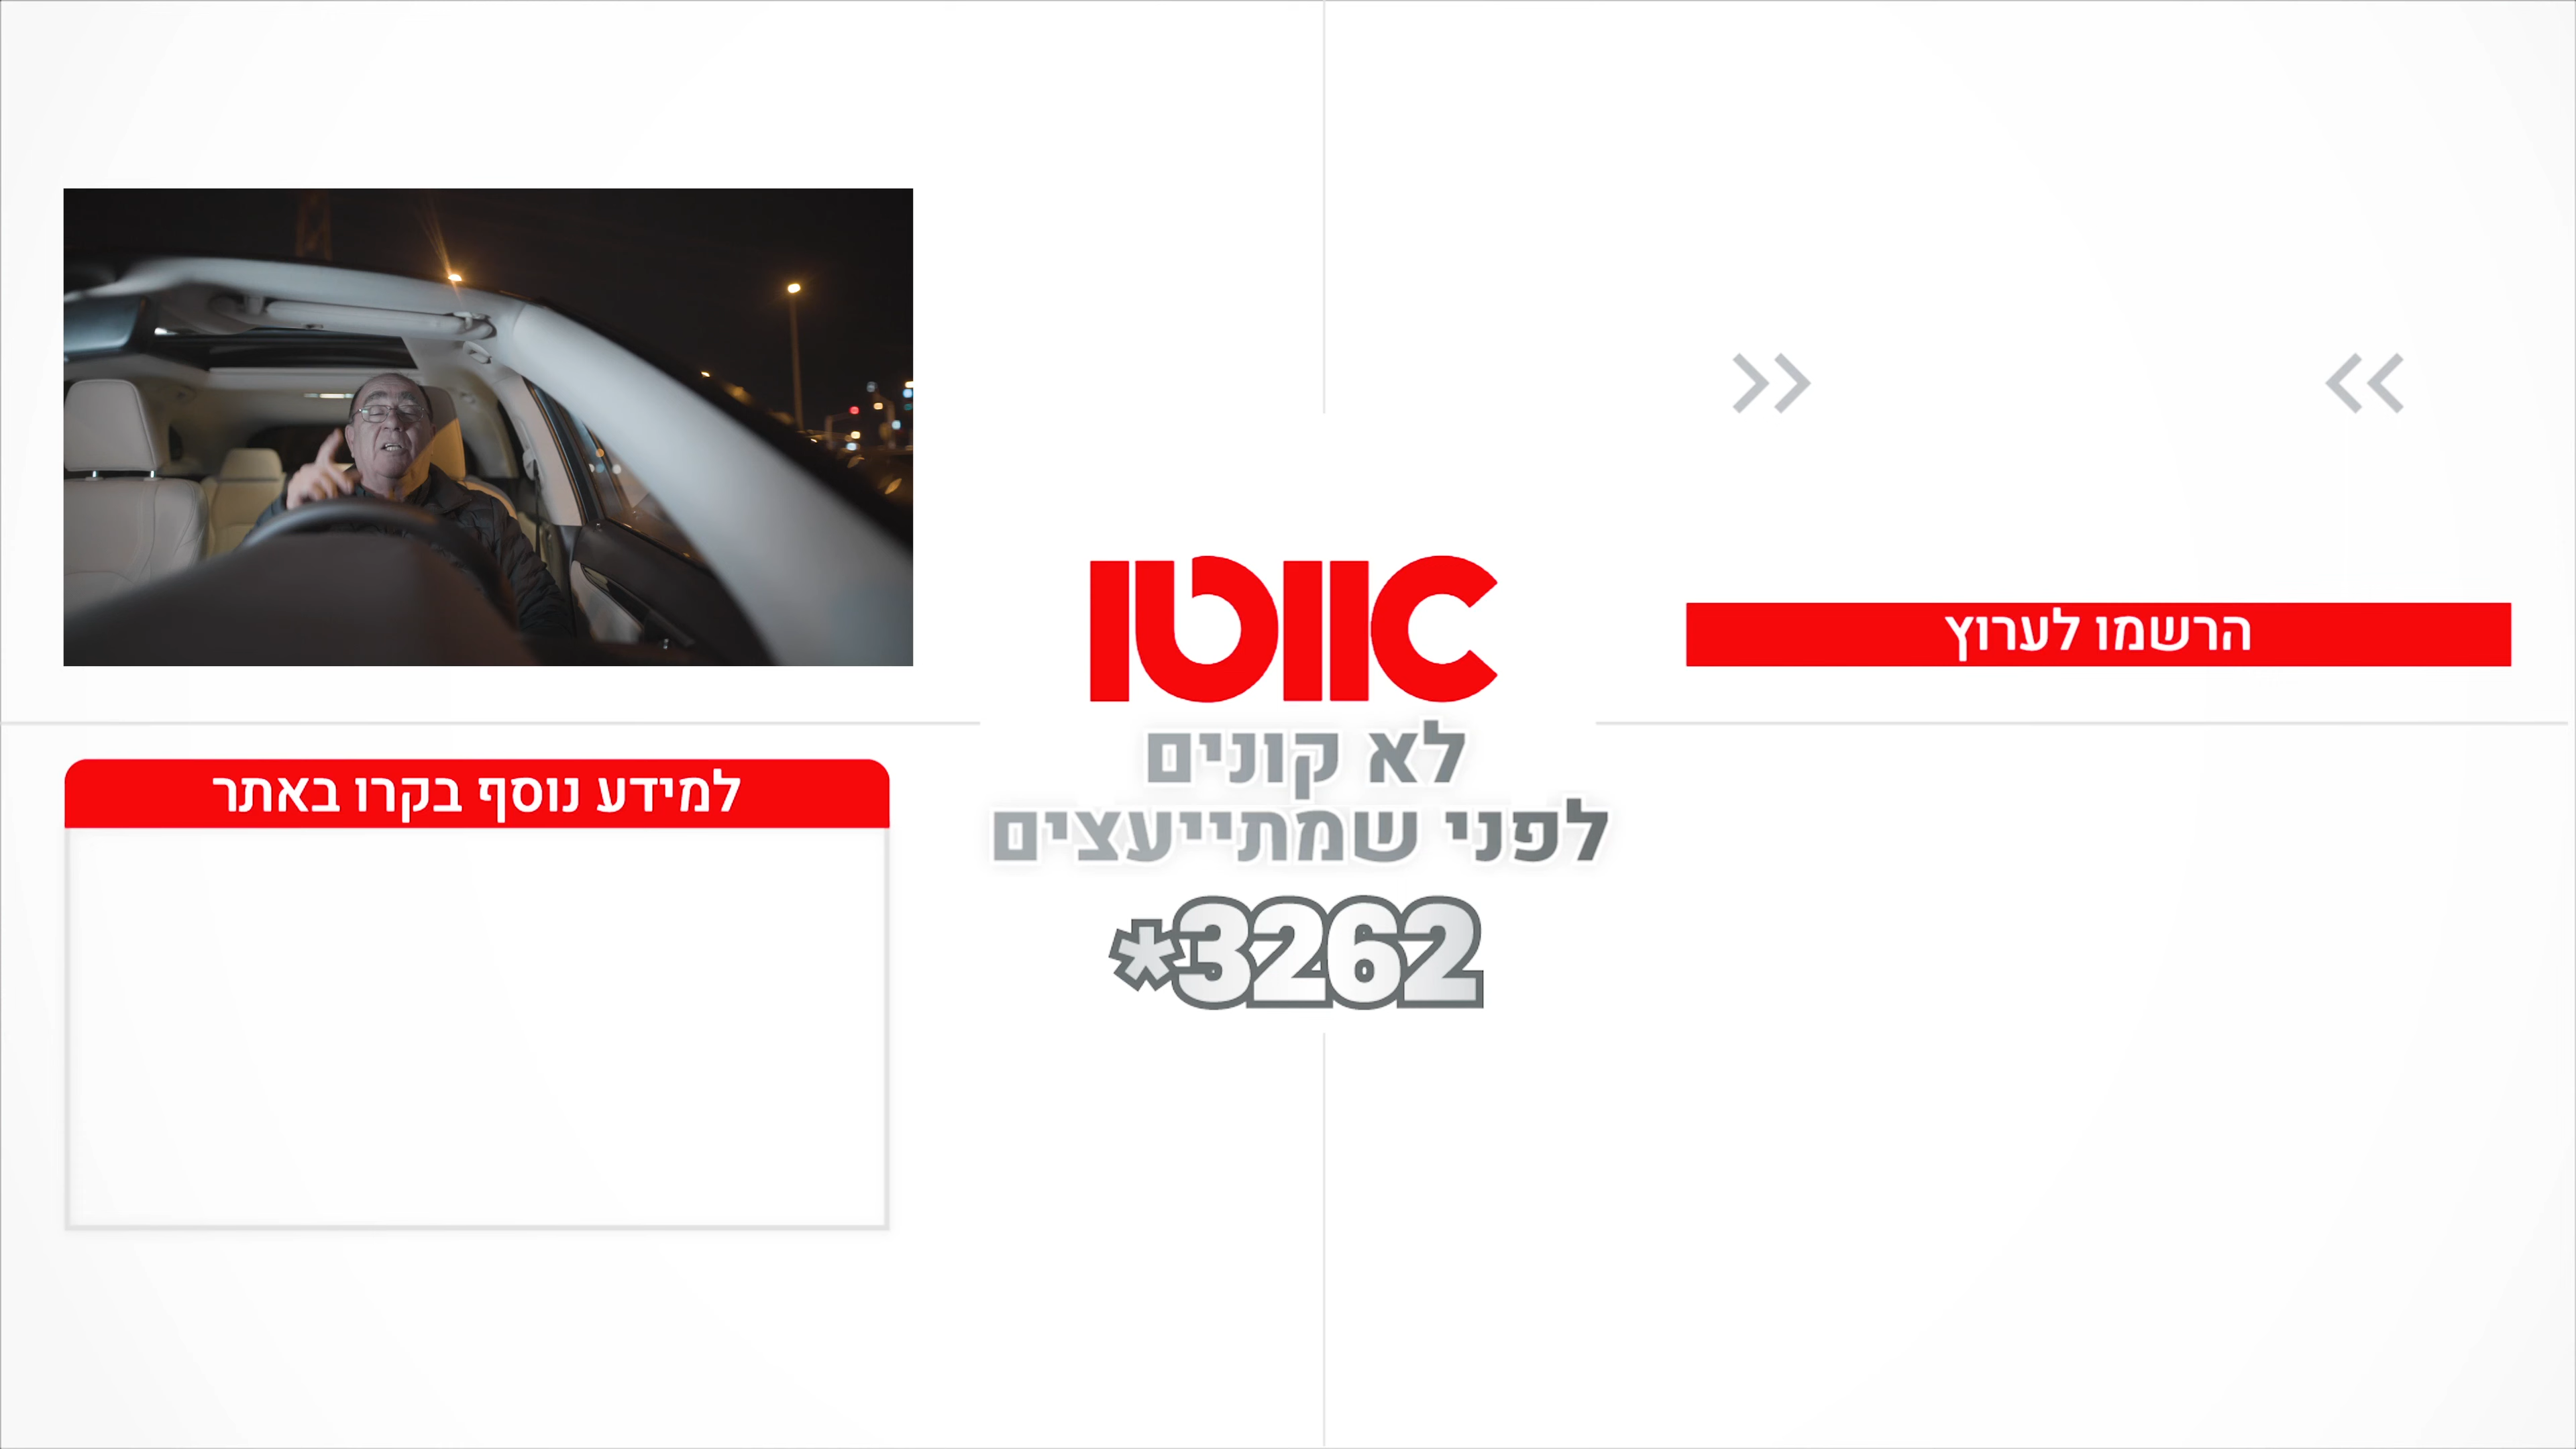 הרשמו לערוץ
אוטו
לא קונים
לפני שמתייעצים
*3262
למידע נוסף בקרו באתר